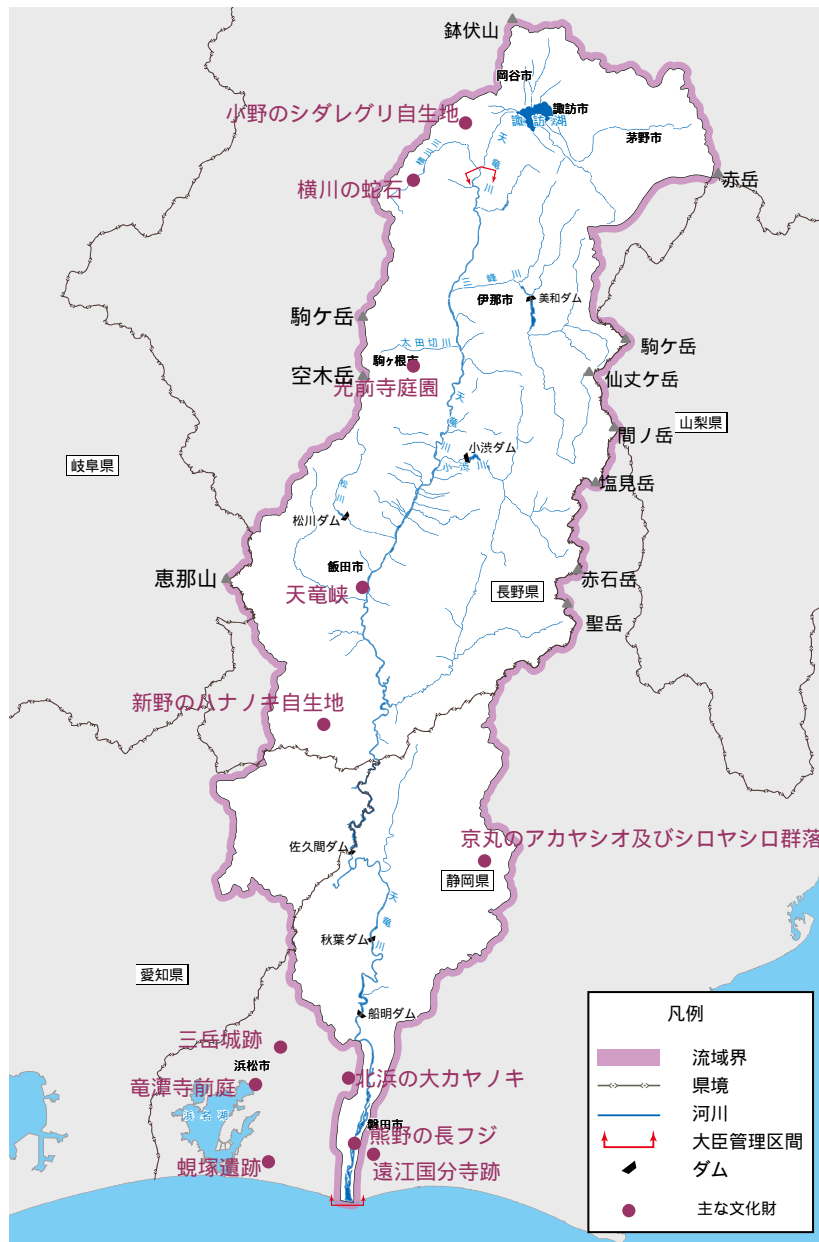 鉢伏山
岡谷市
諏訪市
小野のシダレグリ自生地
諏訪湖
茅野市
天竜川
横川川
横川の蛇石
赤岳
三峰川
伊那市
美和ダム
駒ケ岳
太田切川
駒ケ岳
駒ヶ根市
空木岳
光前寺庭園
仙丈ケ岳
天竜川
間ノ岳
山梨県
小渋ダム
岐阜県
小渋川
松川
塩見岳
松川ダム
飯田市
恵那山
赤石岳
天竜峡
長野県
聖岳
新野のハナノキ自生地
佐久間ダム
京丸のアカヤシオ及びシロヤシロ群落
静岡県
天竜川
秋葉ダム
愛知県
船明ダム
三岳城跡
浜松市
竜潭寺前庭
北浜の大カヤノキ
浜名湖
磐田市
熊野の長フジ
蜆塚遺跡
遠江国分寺跡
凡例
流域界
県境
河川
大臣管理区間
ダム
主な文化財